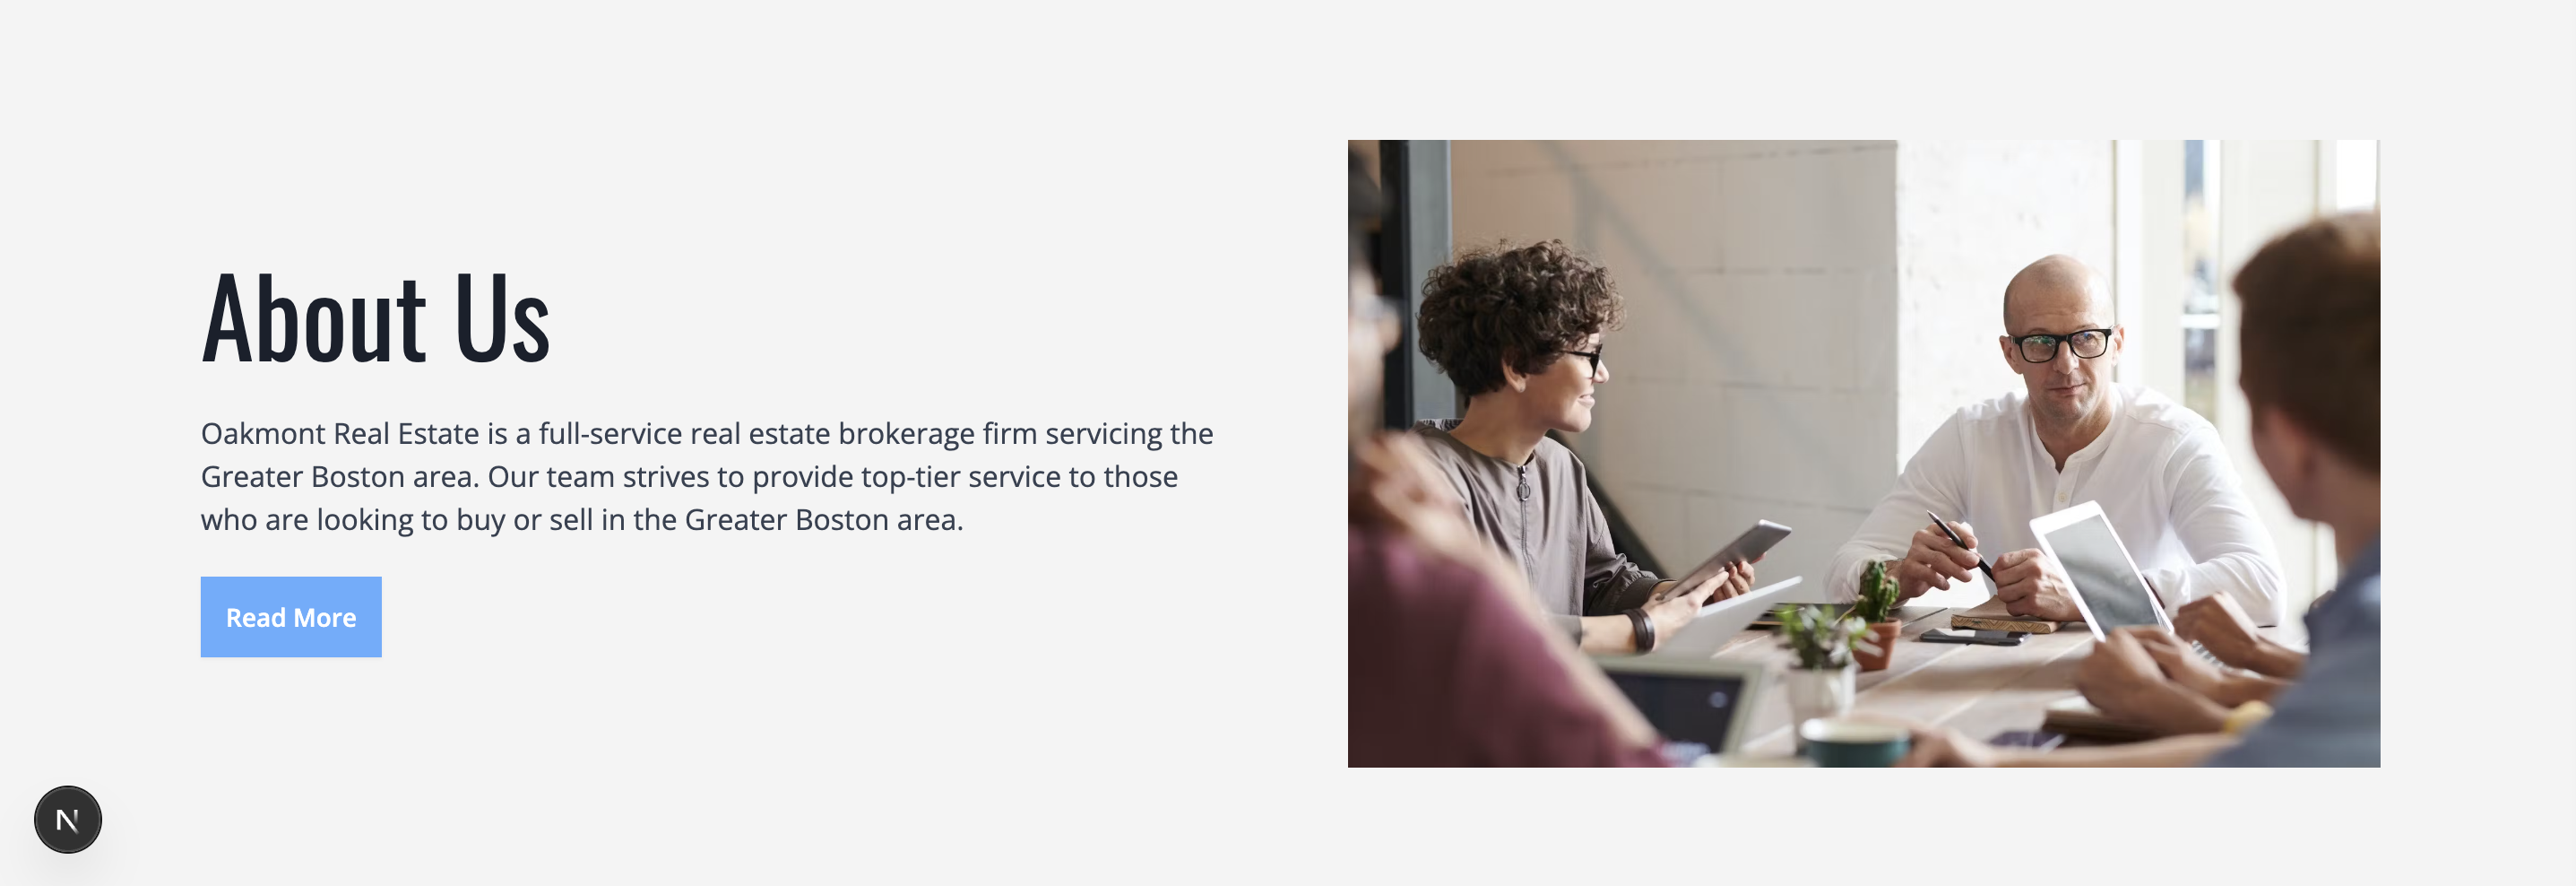 About Us
Oakmont Real Estate is a full-service real estate brokerage firm servicing the
Greater Boston area. Our team strives to provide top-tier service to those
who are looking to buy or sell in the Greater Boston area.
Read More
N